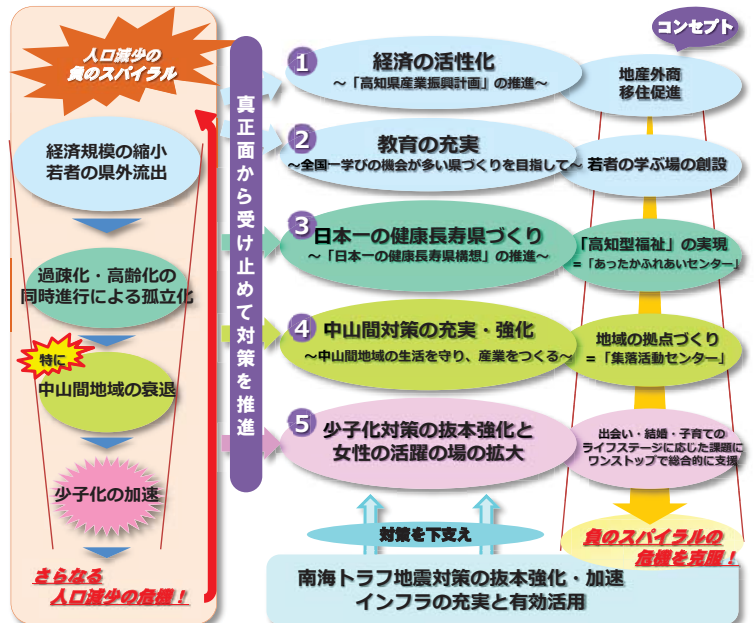 人口減少の
負のスパイラル
経済規模の縮小
若者の県外流出
過疎化・高齢化の
同時進行による孤立化
特に
中山間地域の衰退
少子化の加速
さらなる
人口減少の危機！
真正面から受け止めて対策を推進
コンセプト
1
経済の活性化
～「高知県産業振興計画」の推進～
地産外商
移住促進
2
教育の充実
～全国一学びの機会が多い県づくりを目指して～
若者の学ぶ場の創設
3
日本一の健康長寿県づくり
～「日本一の健康長寿県構想」の推進～
「高知型福祉」の実現
＝「あったかふれあいセンター」
4
中山間対策の充実・強化
～中山間地域の生活を守り、産業をつくる～
地域の拠点づくり
＝「集落活動センター」
5
少子化対策の抜本強化と
女性の活躍の場の拡大
出会い・結婚・子育ての
ライフステージに応じた課題に
ワンストップで総合的に支援
対策を下支え
負のスパイラルの
危機を克服！
南海トラフ地震対策の抜本強化・加速
インフラの充実と有効活用